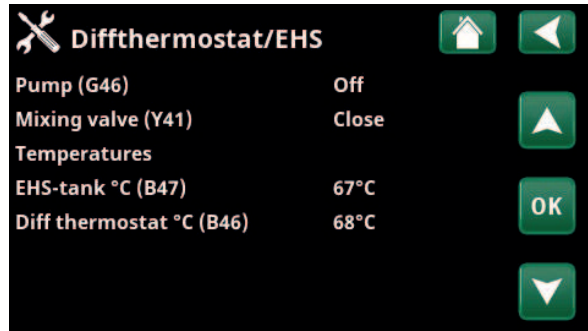 Diffthermostat/EHS
Pump (G46) Off
Mixing valve (Y41) Close
Temperatures
EHS-tank °C (B47) 67°C
Diff thermostat °C (B46) 68°C
OK